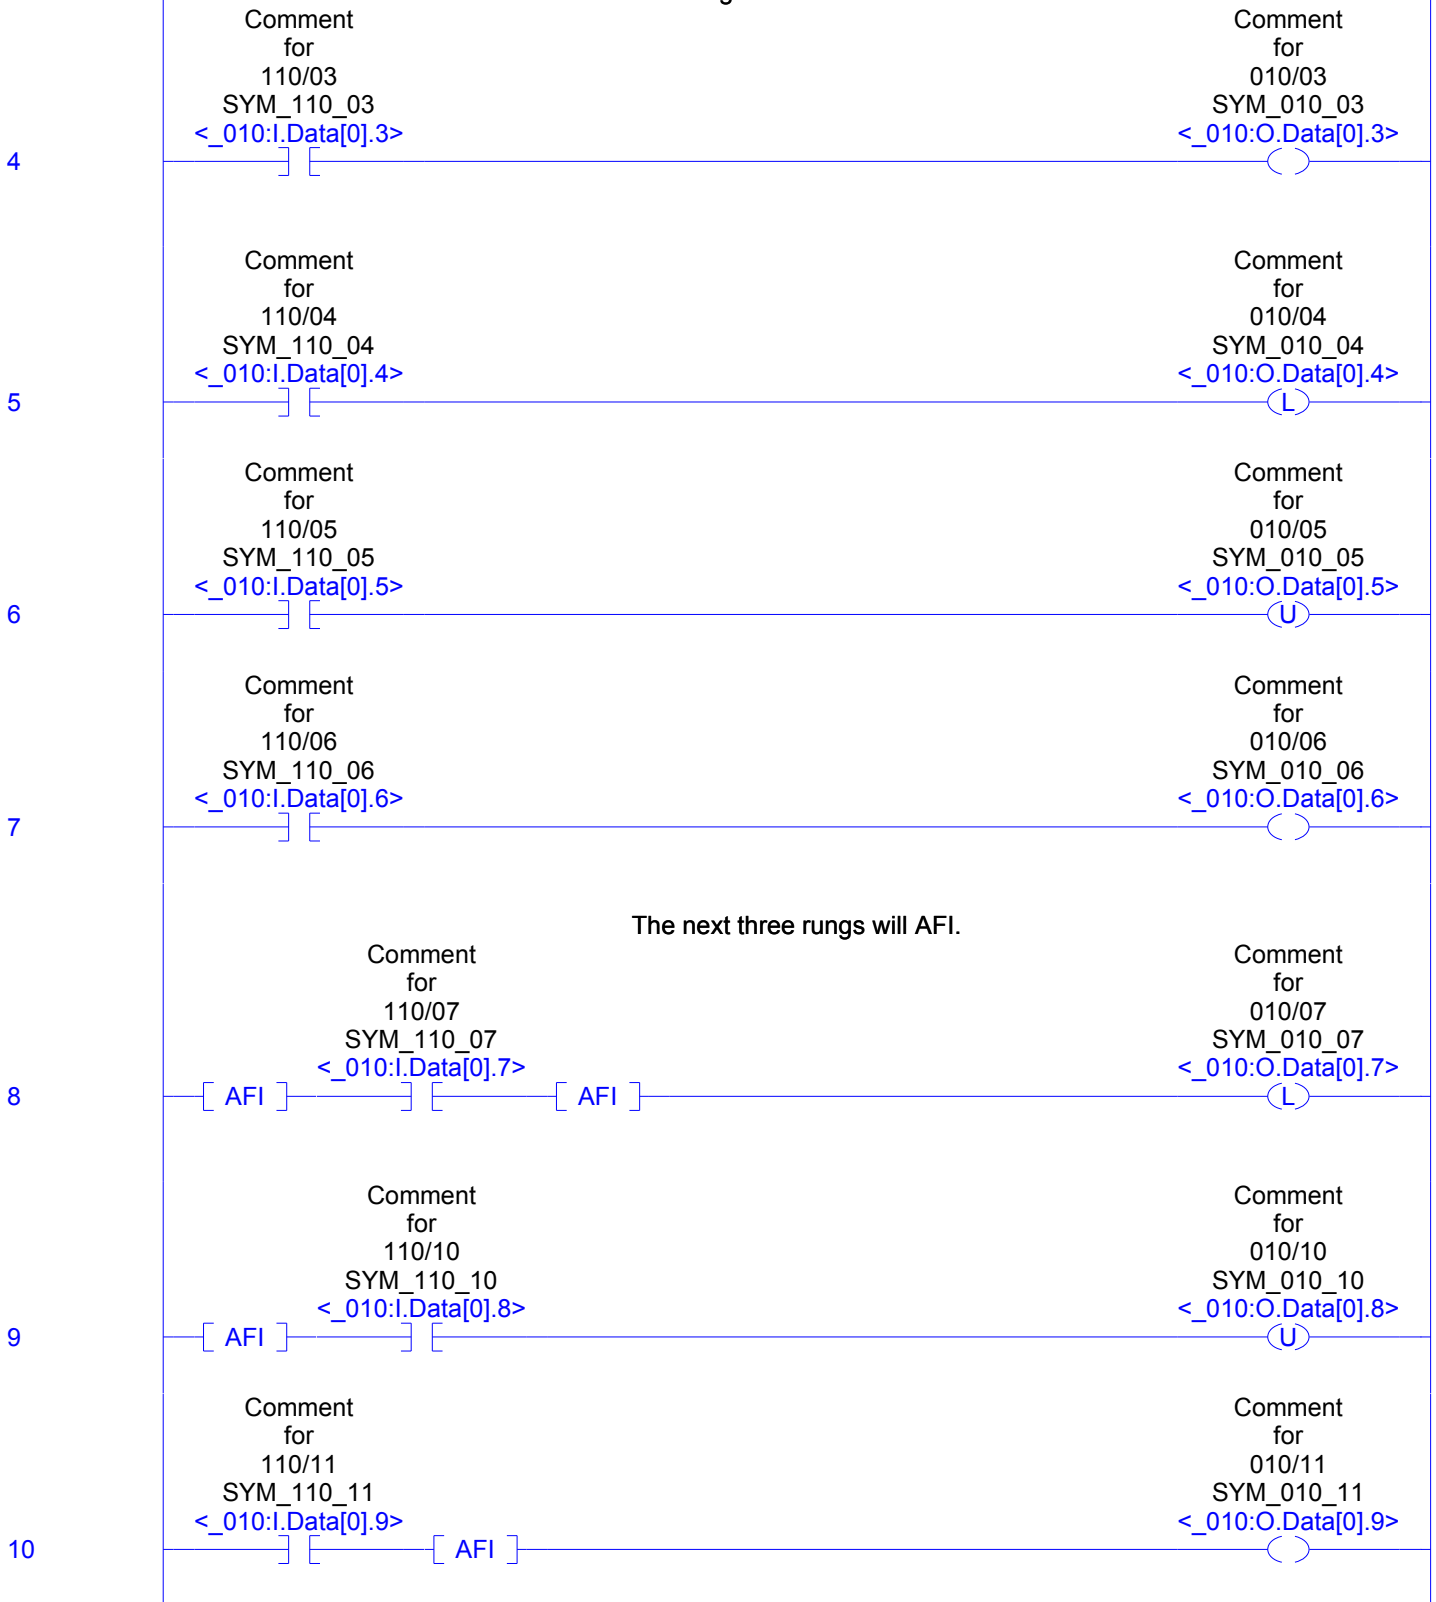 Comment
for
110/03
SYM_110_03
<_010:I.Data[0].3>
Comment
for
010/03
SYM_010_03
<_010:O.Data[0].3>
4
Comment
for
110/04
SYM_110_04
<_010:I.Data[0].4>
Comment
for
010/04
SYM_010_04
<_010:O.Data[0].4>
5
L
Comment
for
110/05
SYM_110_05
<_010:I.Data[0].5>
Comment
for
010/05
SYM_010_05
<_010:O.Data[0].5>
6
U
Comment
for
110/06
SYM_110_06
<_010:I.Data[0].6>
Comment
for
010/06
SYM_010_06
<_010:O.Data[0].6>
7
The next three rungs will AFI.
Comment
for
110/07
SYM_110_07
<_010:I.Data[0].7>
Comment
for
010/07
SYM_010_07
<_010:O.Data[0].7>
8
AFI
AFI
L
Comment
for
110/10
SYM_110_10
<_010:I.Data[0].8>
Comment
for
010/10
SYM_010_10
<_010:O.Data[0].8>
9
AFI
U
Comment
for
110/11
SYM_110_11
<_010:I.Data[0].9>
Comment
for
010/11
SYM_010_11
<_010:O.Data[0].9>
10
AFI